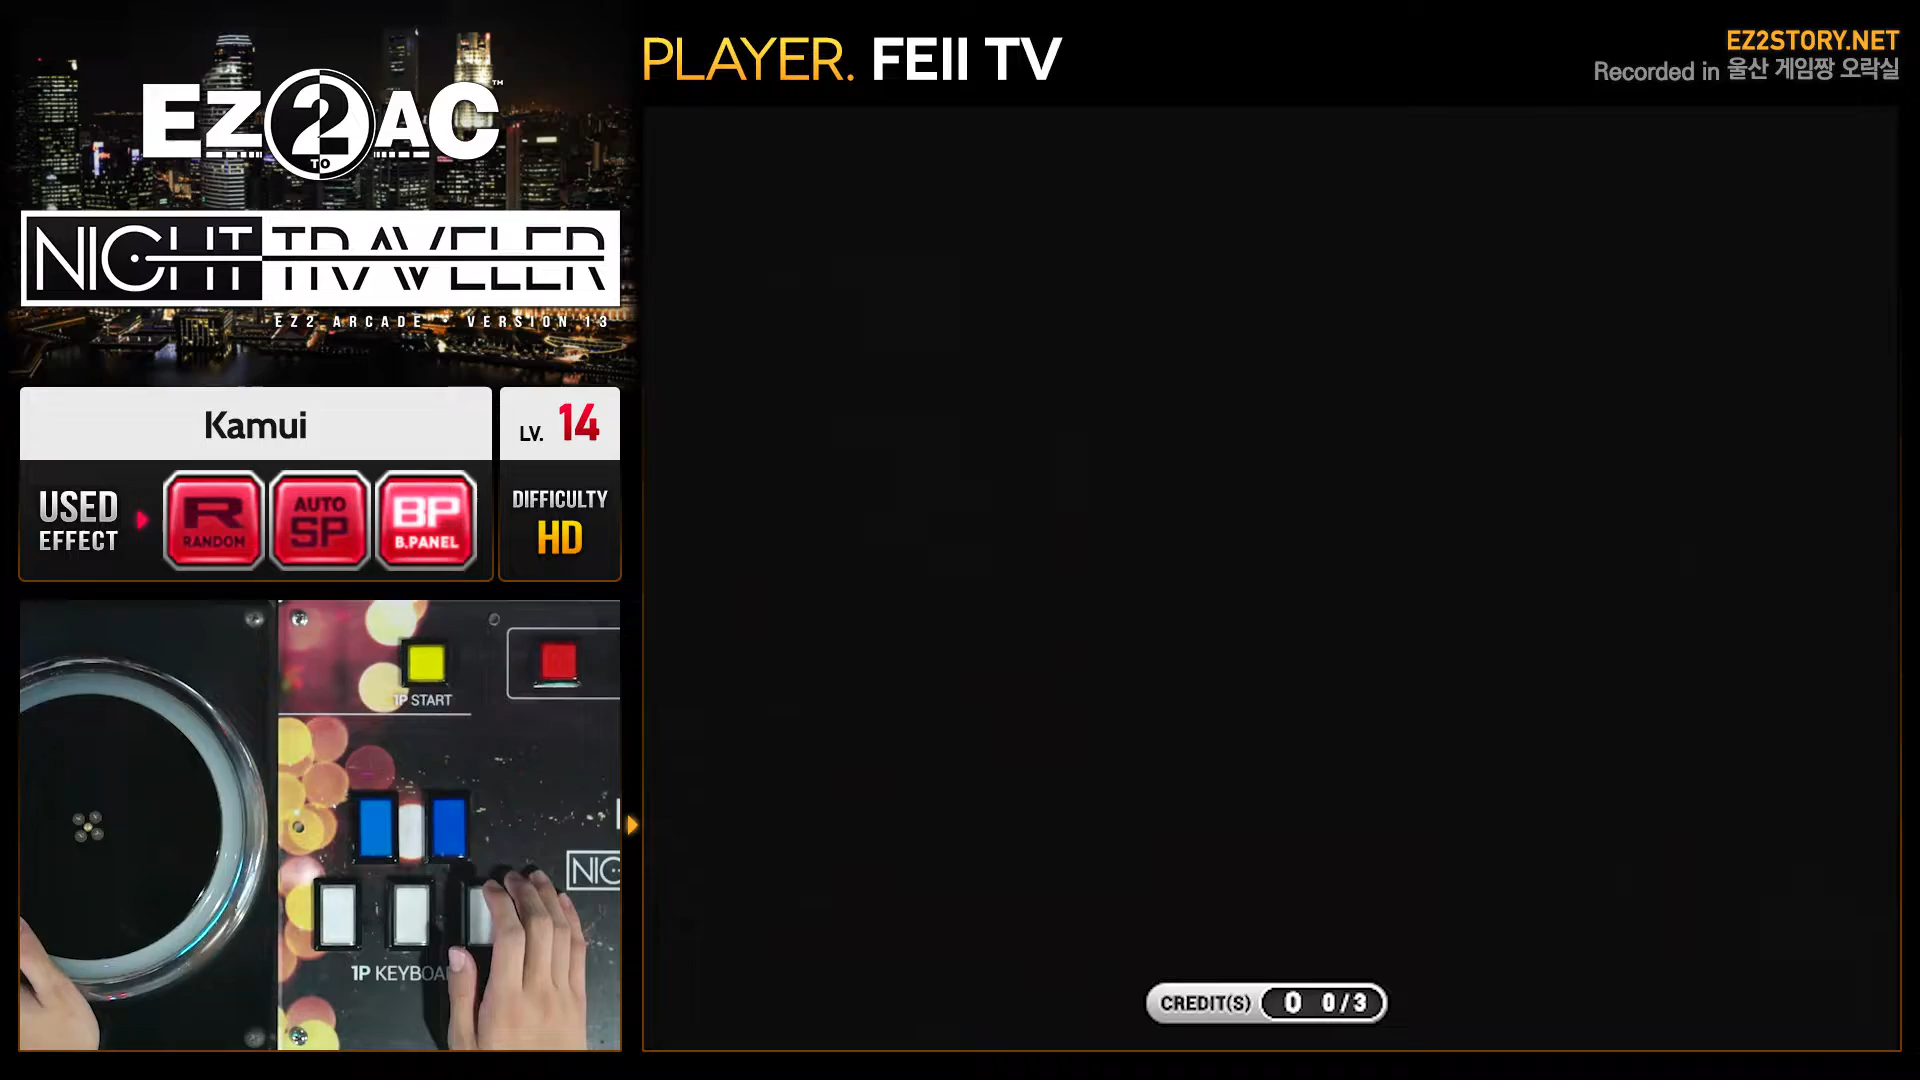 EZ2AC™
TO
NIGHT TRAVELER
EZ2 ARCADE • VERSION 13
PLAYER. FEII TV
EZ2STORY.NET
Recorded in 울산 게임짱 오락실
Kamui
LV. 14
USED
EFFECT
R
RANDOM
AUTO
SP
BP
B.PANEL
DIFFICULTY
HD
1P START
NIG
1P KEYBOA
CREDIT(S) 0 0/3